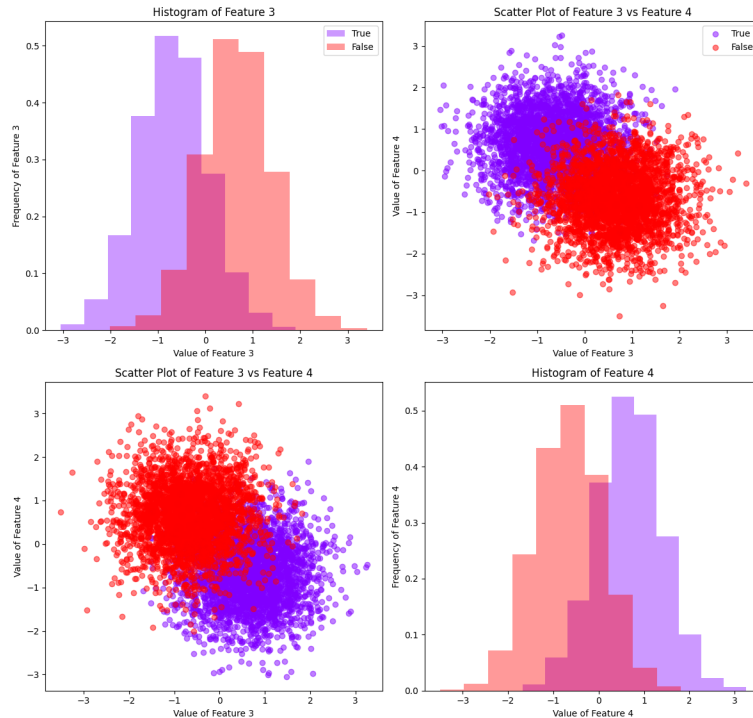 Histogram of Feature 3
True
False
Frequency of Feature 3
0.5
0.4
0.3
0.2
0.1
0.0
−3 −2 −1 0 1 2 3
Value of Feature 3
Scatter Plot of Feature 3 vs Feature 4
True
False
Value of Feature 4
3
2
1
0
−1
−2
−3
−3 −2 −1 0 1 2 3
Value of Feature 3
Scatter Plot of Feature 3 vs Feature 4
Value of Feature 4
3
2
1
0
−1
−2
−3
−3 −2 −1 0 1 2 3
Value of Feature 3
Histogram of Feature 4
Frequency of Feature 4
0.5
0.4
0.3
0.2
0.1
0.0
−3 −2 −1 0 1 2 3
Value of Feature 4